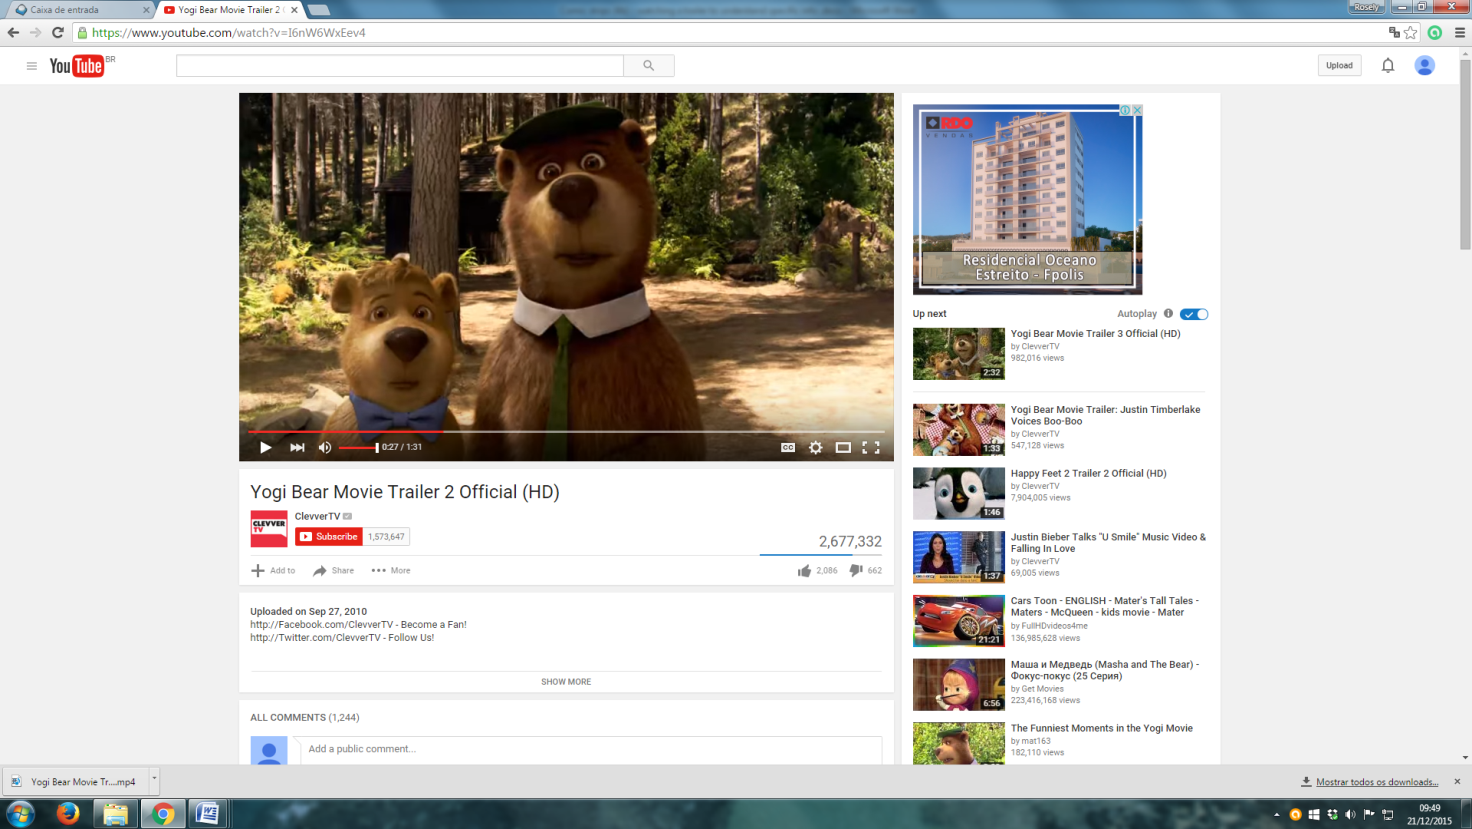 Caixa de entrada
Yogi Bear Movie Trailer 2
Rosely
https://www.youtube.com/watch?v=I6nW6WxEev4
YouTube BR
Upload
RDO
VENDAS
Residencial Oceano
Estreito - Fpolis
0:27 / 1:31
CC
Yogi Bear Movie Trailer 2 Official (HD)
CLEVVER
TV
ClevverTV
Subscribe 1,573,647
2,677,332
Add to Share More
2,086 662
Uploaded on Sep 27, 2010
http://Facebook.com/ClevverTV - Become a Fan!
http://Twitter.com/ClevverTV - Follow Us!
SHOW MORE
ALL COMMENTS (1,244)
Add a public comment...
Up next
Autoplay
Yogi Bear Movie Trailer 3 Official (HD)
by ClevverTV
982,016 views
2:32
Yogi Bear Movie Trailer: Justin Timberlake
Voices Boo-Boo
by ClevverTV
547,128 views
1:33
Happy Feet 2 Trailer 2 Official (HD)
by ClevverTV
7,904,005 views
1:46
Justin Bieber Talks "U Smile" Music Video &
Falling In Love
by ClevverTV
69,005 views
1:37
Cars Toon - ENGLISH - Mater's Tall Tales -
Maters - McQueen - kids movie - Mater
by FullHDvideos4me
136,985,628 views
21:21
Маша и Медведь (Masha and The Bear) -
Фокус-покус (25 Серия)
by Get Movies
223,416,168 views
6:56
The Funniest Moments in the Yogi Movie
by mat163
182,110 views
Yogi Bear Movie Tr....mp4
Mostrar todos os downloads...
09:49
21/12/2015